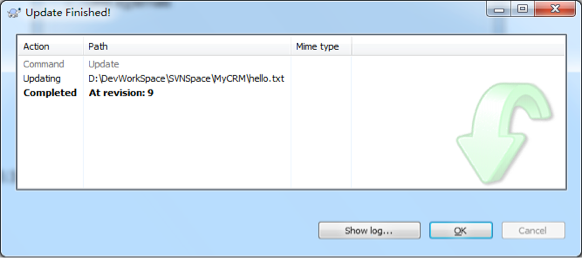 Update Finished!
Action Path Mime type
Command Update
Updating D:\DevWorkSpace\SVNSpace\MyCRM\hello.txt
Completed At revision: 9
Show log... OK Cancel